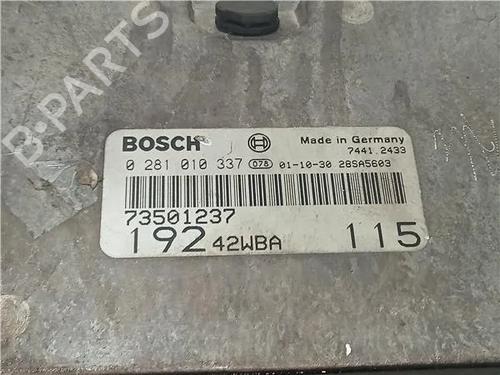 B-PARTS
BOSCH
Made in Germany
7441.2433
0 281 010 337 078 01-10-30 28SA5603
73501237
192 42WBA 115